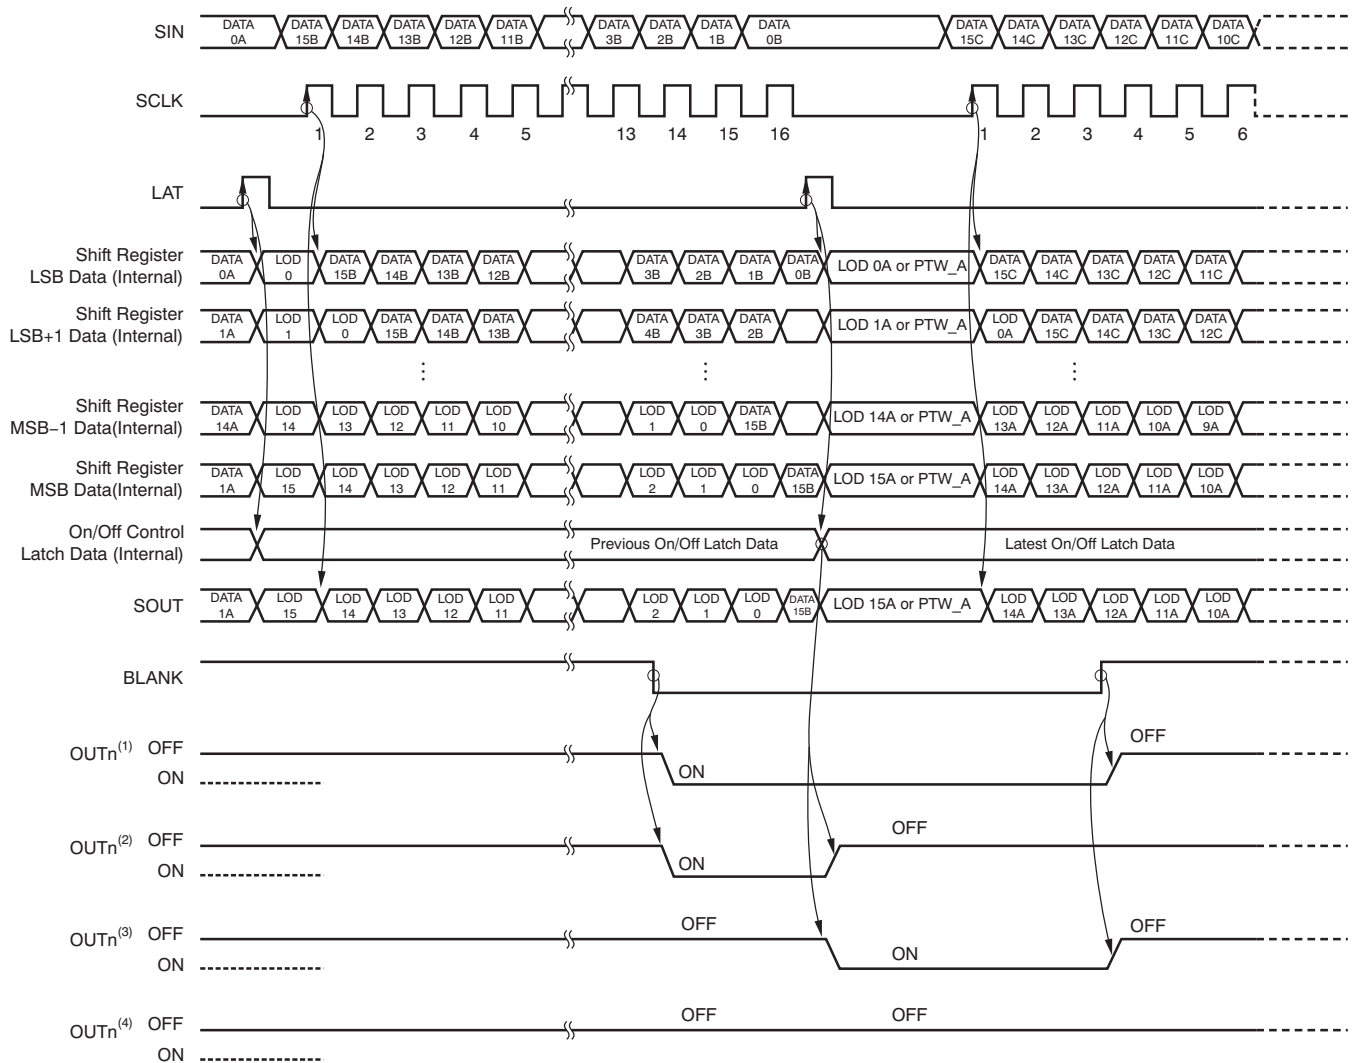 SIN DATA 0A DATA 15B DATA 14B DATA 13B DATA 12B DATA 11B DATA 3B DATA 2B DATA 1B DATA 0B DATA 15C DATA 14C DATA 13C DATA 12C DATA 11C DATA 10C
SCLK
1 2 3 4 5 13 14 15 16 1 2 3 4 5 6
LAT
Shift Register
LSB Data (Internal)
DATA 0A LOD 0 DATA 15B DATA 14B DATA 13B DATA 12B DATA 3B DATA 2B DATA 1B DATA 0B LOD 0A or PTW_A DATA 15C DATA 14C DATA 13C DATA 12C DATA 11C
Shift Register
LSB+1 Data (Internal)
DATA 1A LOD 1 LOD 0 DATA 15B DATA 14B DATA 13B DATA 4B DATA 3B DATA 2B LOD 1A or PTW_A LOD 0A DATA 15C DATA 14C DATA 13C DATA 12C
Shift Register
MSB−1 Data(Internal)
DATA 14A LOD 14 LOD 13 LOD 12 LOD 11 LOD 10 LOD 1 LOD 0 DATA 15B LOD 14A or PTW_A LOD 13A LOD 12A LOD 11A LOD 10A LOD 9A
Shift Register
MSB Data(Internal)
DATA 1A LOD 15 LOD 14 LOD 13 LOD 12 LOD 11 LOD 2 LOD 1 LOD 0 DATA 15B LOD 15A or PTW_A LOD 14A LOD 13A LOD 12A LOD 11A LOD 10A
On/Off Control
Latch Data (Internal)
Previous On/Off Latch Data Latest On/Off Latch Data
SOUT DATA 1A LOD 15 LOD 14 LOD 13 LOD 12 LOD 11 LOD 2 LOD 1 LOD 0 DATA 15B LOD 15A or PTW_A LOD 14A LOD 13A LOD 12A LOD 11A LOD 10A
BLANK
OUTn(1) OFF OFF
ON ON
OUTn(2) OFF OFF
ON ON
OUTn(3) OFF OFF OFF
ON ON
OUTn(4) OFF OFF OFF
ON